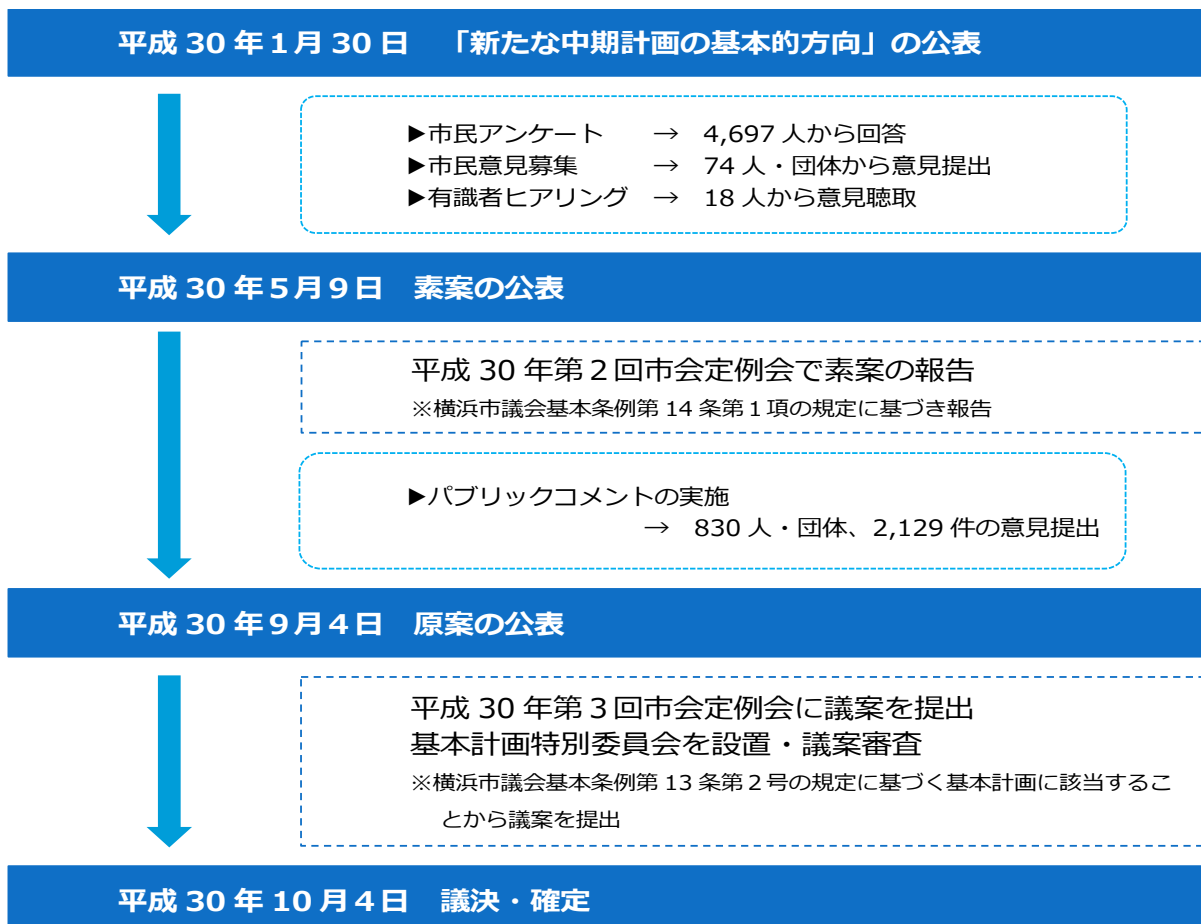 平成 30 年1月 30 日　「新たな中期計画の基本的方向」の公表
▶市民アンケート　→　4,697 人から回答
▶市民意見募集　→　74 人・団体から意見提出
▶有識者ヒアリング　→　18 人から意見聴取
平成 30 年5月9日　素案の公表
平成 30 年第２回市会定例会で素案の報告
※横浜市議会基本条例第 14 条第１項の規定に基づき報告
▶パブリックコメントの実施
→　830 人・団体、2,129 件の意見提出
平成 30 年9月4日　原案の公表
平成 30 年第３回市会定例会に議案を提出
基本計画特別委員会を設置・議案審査
※横浜市議会基本条例第 13 条第２号の規定に基づく基本計画に該当するこ
とから議案を提出
平成 30 年 10 月4日　議決・確定